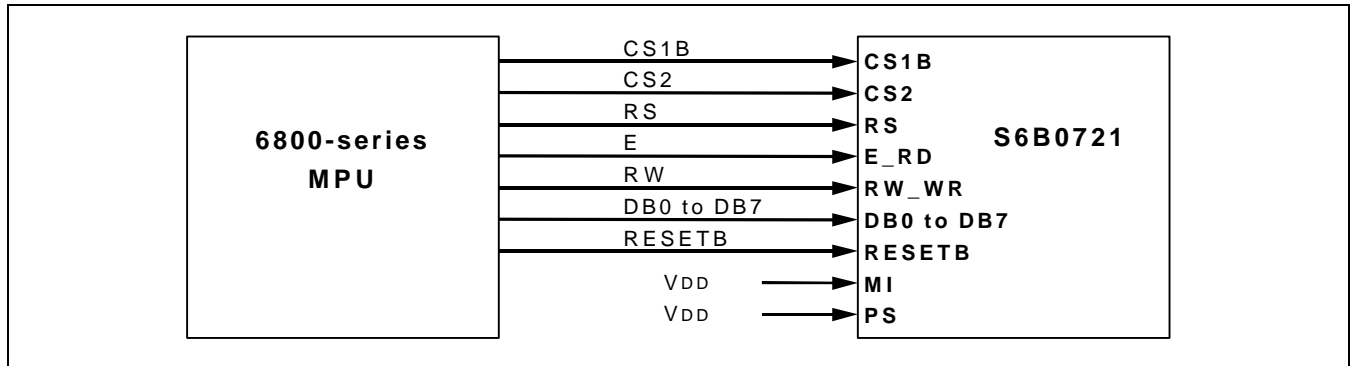 6800-series
MPU
CS1B
CS2
RS
E
RW
DB0 to DB7
RESETB
VDD
VDD
CS1B
CS2
RS
E_RD
RW_WR
DB0 to DB7
RESETB
MI
PS
S6B0721